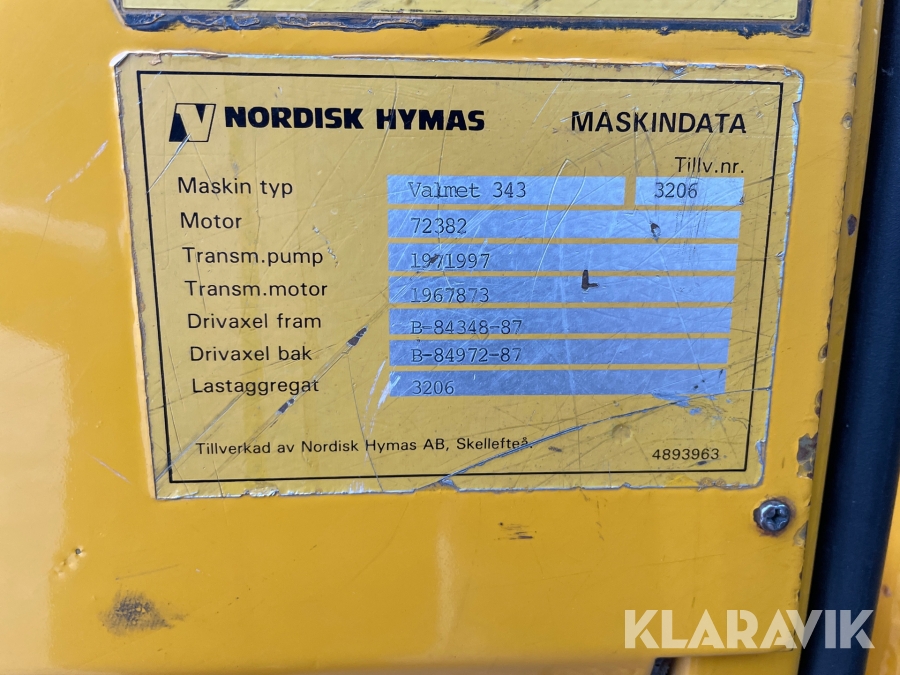 NORDISK HYMAS MASKINDATA
Tillv.nr.
Maskin typ Valmet 343 3206
Motor 72382
Transm.pump 1971997
Transm.motor 1967873
Drivaxel fram B-84348-87
Drivaxel bak B-84972-87
Lastaggregat 3206
Tillverkad av Nordisk Hymas AB, Skellefteå.
4893963
KLARAVIK